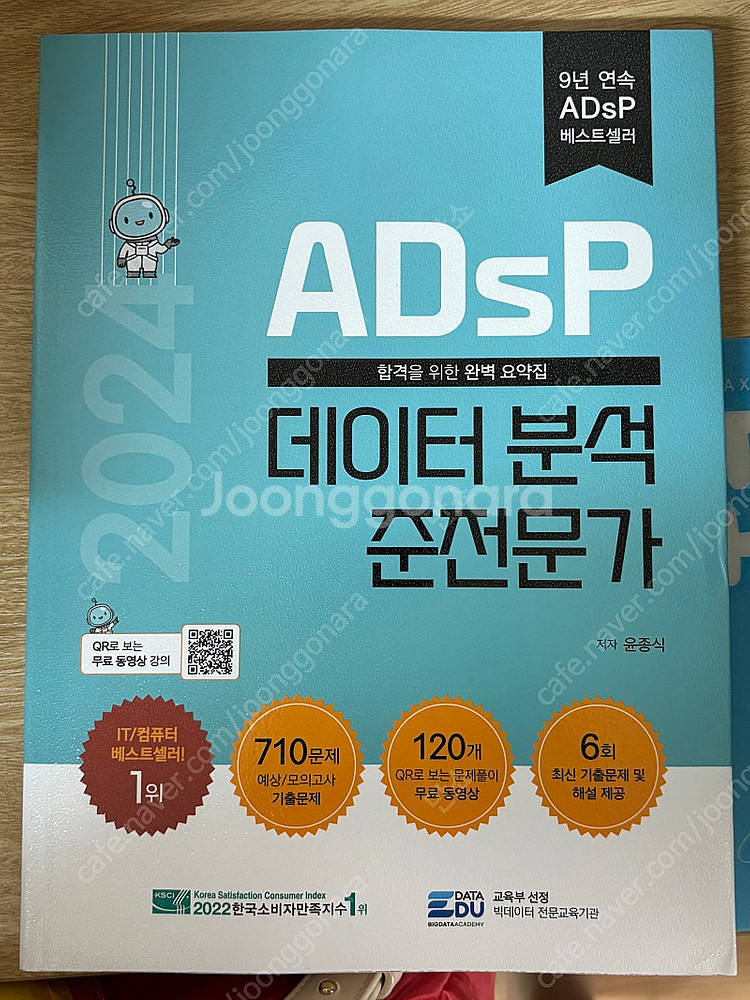 9년 연속
ADsP
베스트셀러
ADsP
합격을 위한 완벽 요약집
2024
데이터 분석
준전문가
Joonggonara
저자 윤종식
QR로 보는
무료 동영상 강의
IT/컴퓨터
베스트셀러!
1위
710문제
예상/모의고사
기출문제
120개
QR로 보는 문제풀이
무료 동영상
6회
최신 기출문제 및
해설 제공
KSCI Korea Satisfaction Consumer Index
2022한국소비자만족지수1위
DATA
EDU
BIGDATAACADEMY
교육부 선정
빅데이터 전문교육기관
cafe.naver.com/joonggonara